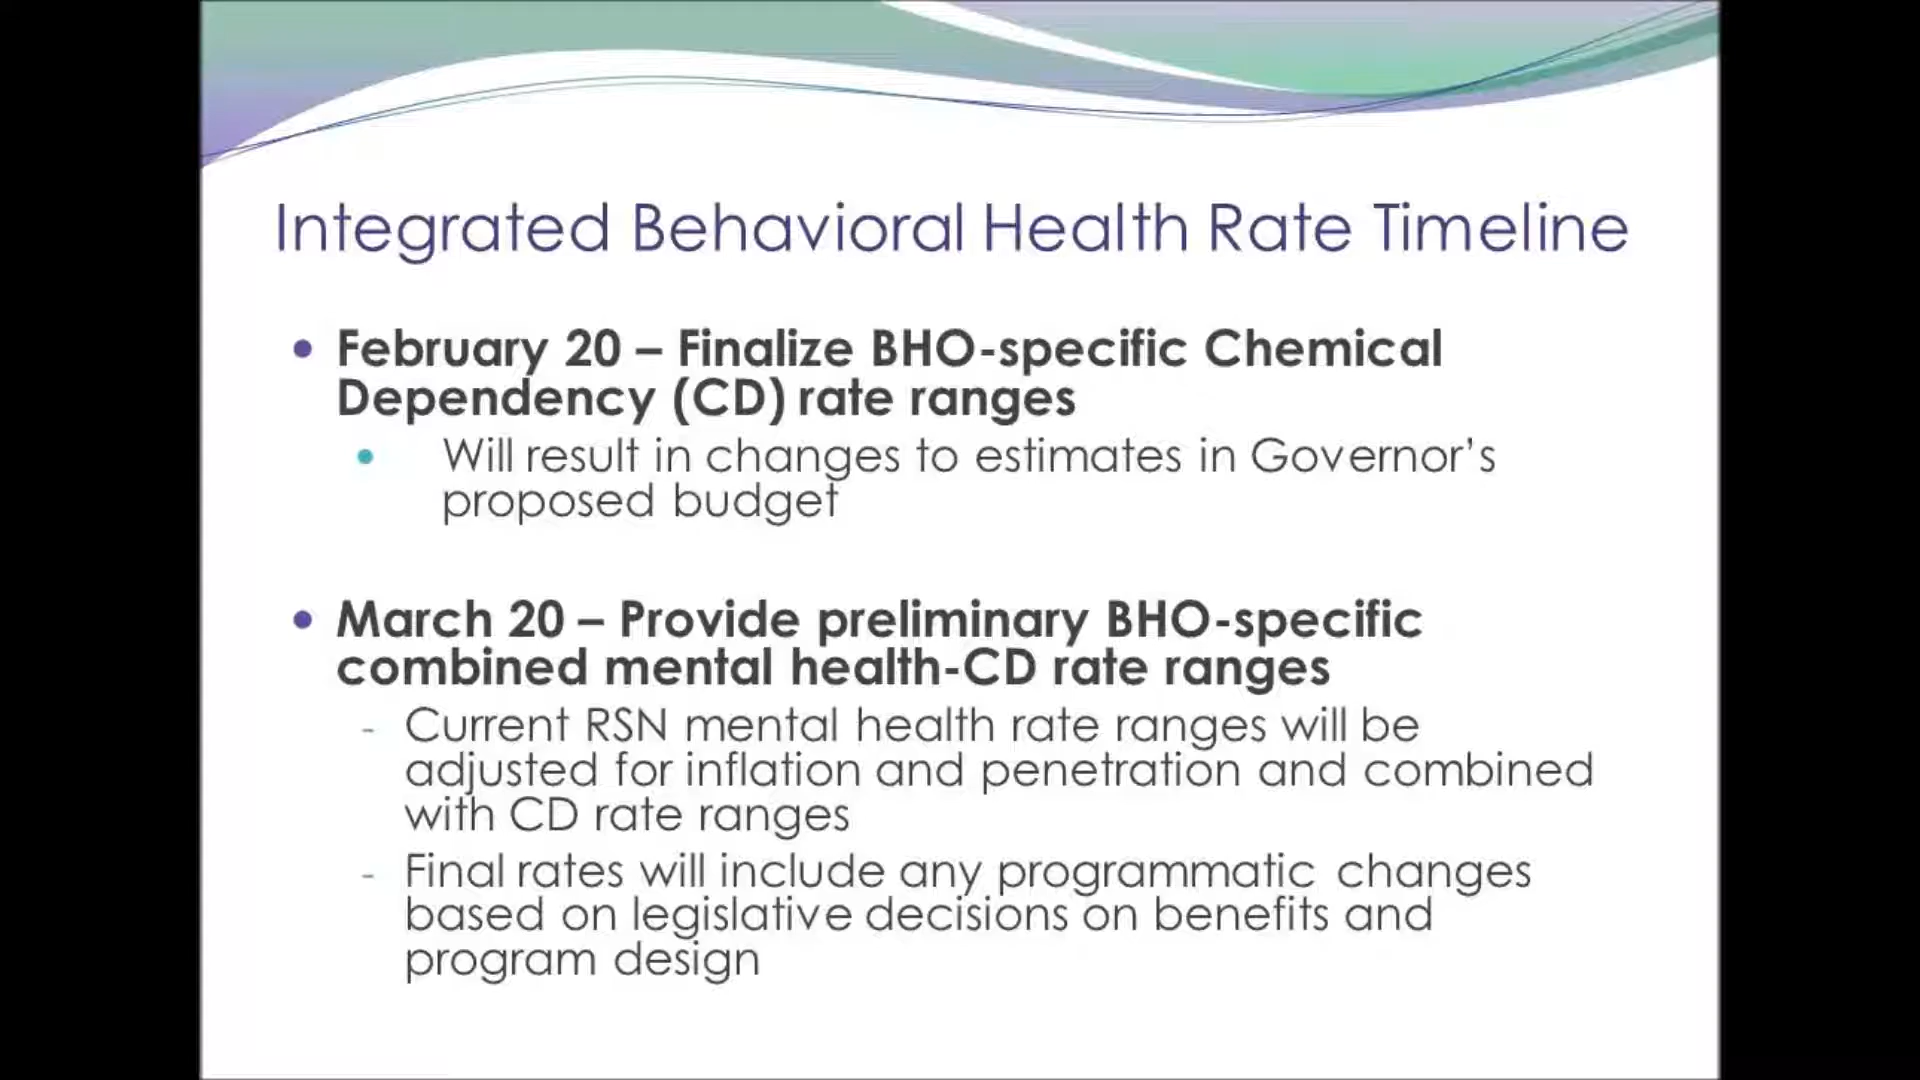 Integrated Behavioral Health Rate Timeline
• February 20 – Finalize BHO-specific Chemical
Dependency (CD) rate ranges
• Will result in changes to estimates in Governor’s
proposed budget
• March 20 – Provide preliminary BHO-specific
combined mental health-CD rate ranges
- Current RSN mental health rate ranges will be
adjusted for inflation and penetration and combined
with CD rate ranges
- Final rates will include any programmatic changes
based on legislative decisions on benefits and
program design